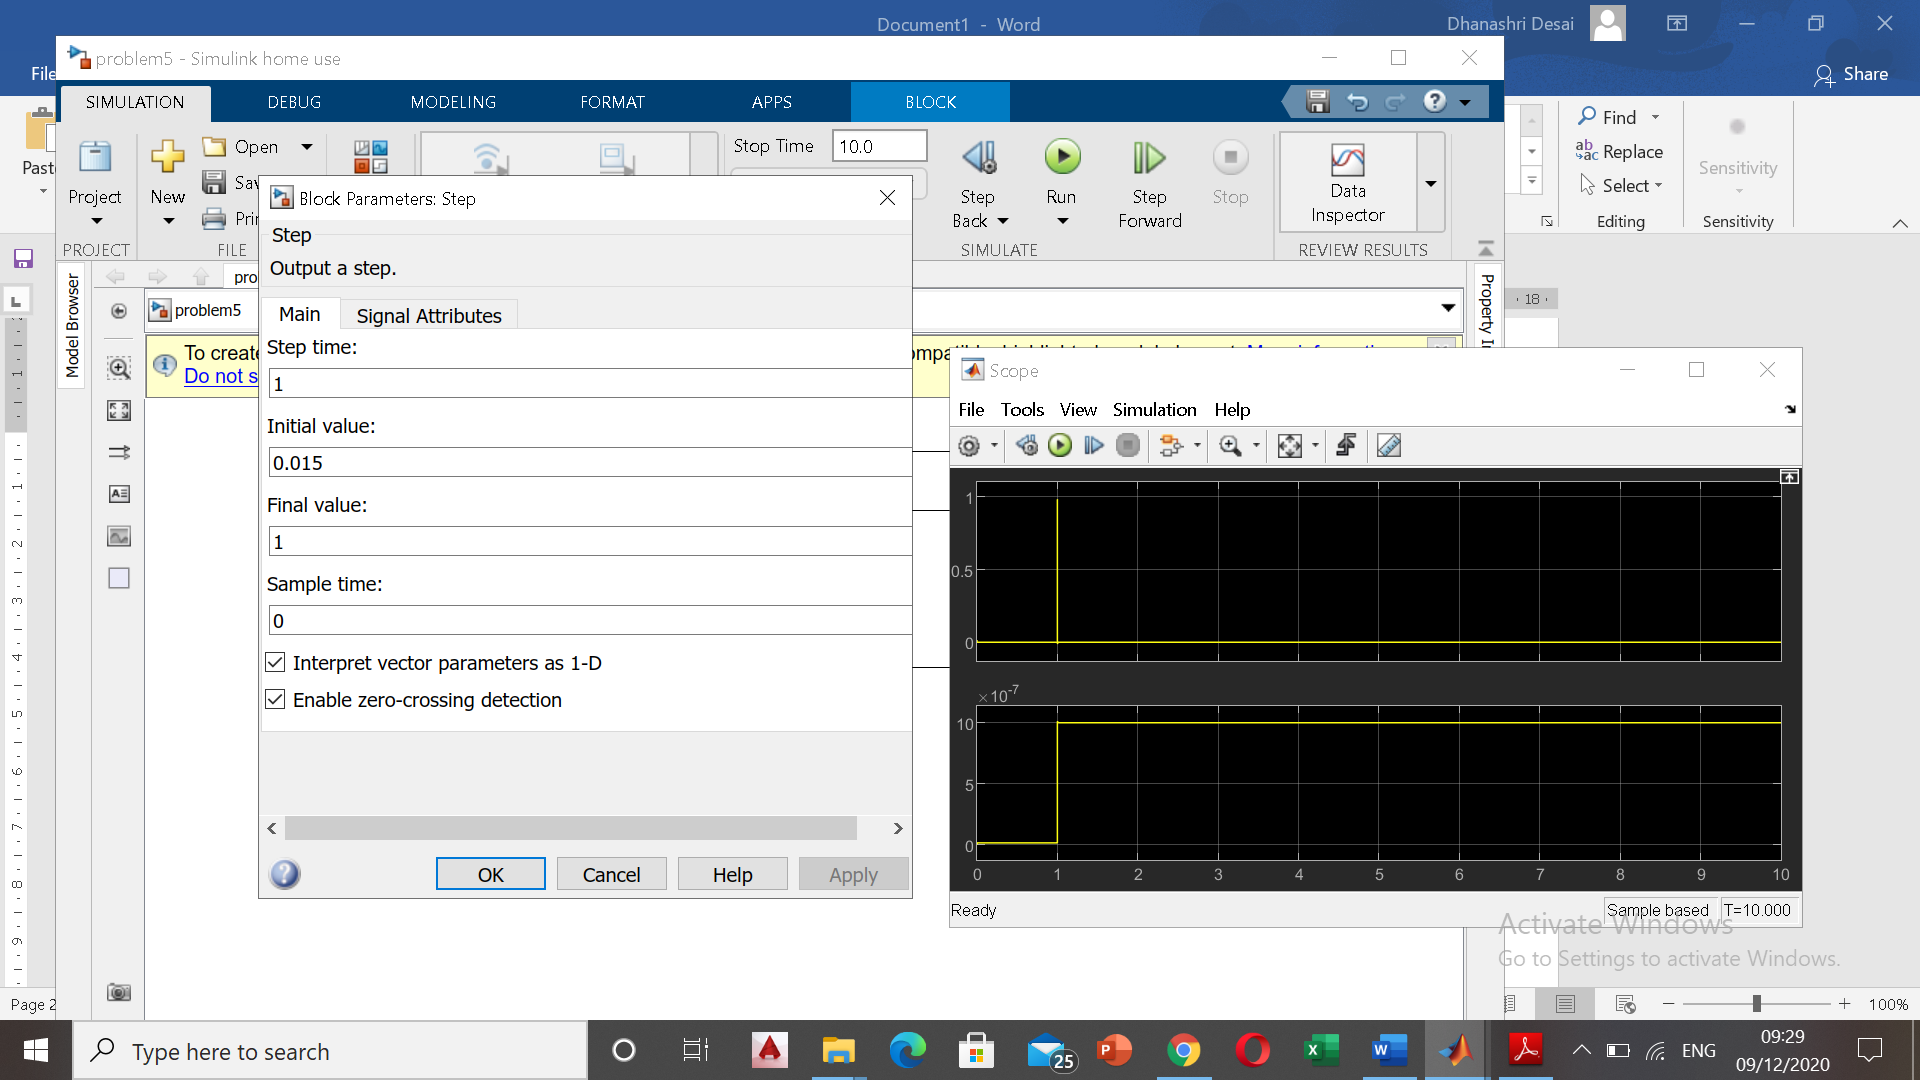 Document1 - Word
Dhanashri Desai
problem5 - Simulink home use
File
Share
SIMULATION DEBUG MODELING FORMAT APPS BLOCK
Find
Open
Stop Time 10.0
Replace
Sensitivity
Select
Project New
Step Back
Run
Step Forward
Stop
Data Inspector
Block Parameters: Step
PROJECT FILE SIMULATE REVIEW RESULTS
Editing Sensitivity
Step
Output a step.
Model Browser
problem5
Main Signal Attributes
18
To create
Do not s
Step time:
1
Initial value:
0.015
Final value:
1
Sample time:
0
Interpret vector parameters as 1-D
Enable zero-crossing detection
OK Cancel Help Apply
Scope
File Tools View Simulation Help
1
0.5
0
×10-7
10
5
0
0 1 2 3 4 5 6 7 8 9 10
Ready Sample based T=10.000
Activate Windows
Go to Settings to activate Windows.
Page 2
100%
Type here to search
25
ENG
09:29
09/12/2020